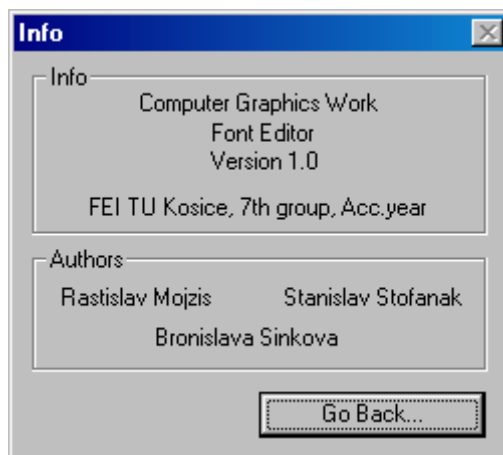 Info
Info
Computer Graphics Work
Font Editor
Version 1.0
FEI TU Kosice, 7th group, Acc.year
Authors
Rastislav Mojzis Stanislav Stofanak
Bronislava Sinkova
Go Back...